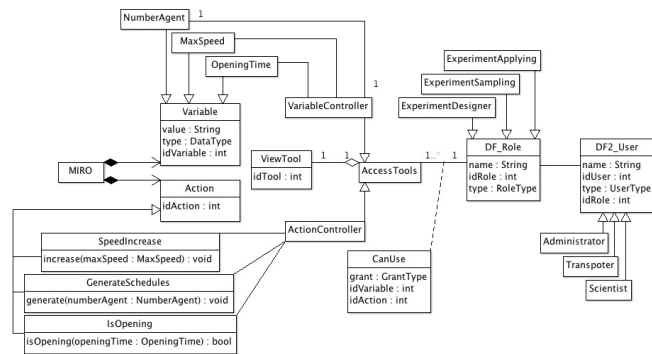 NumberAgent
1
MaxSpeed
OpeningTime
1
ExperimentApplying
ExperimentSampling
ExperimentDesigner
Variable
value : String
type : DataType
idVariable : int
VariableController
MIRO
Action
idAction : int
ViewTool
idTool : int
1
1
AccessTools
1..*
1
DF_Role
name : String
idRole : int
type : RoleType
DF2_User
name : String
idUser : int
type : UserType
idRole : int
ActionController
SpeedIncrease
increase(maxSpeed : MaxSpeed) : void
GenerateSchedules
generate(numberAgent : NumberAgent) : void
IsOpening
isOpening(openingTime : OpeningTime) : bool
CanUse
grant : GrantType
idVariable : int
idAction : int
Administrator
Transpoter
Scientist